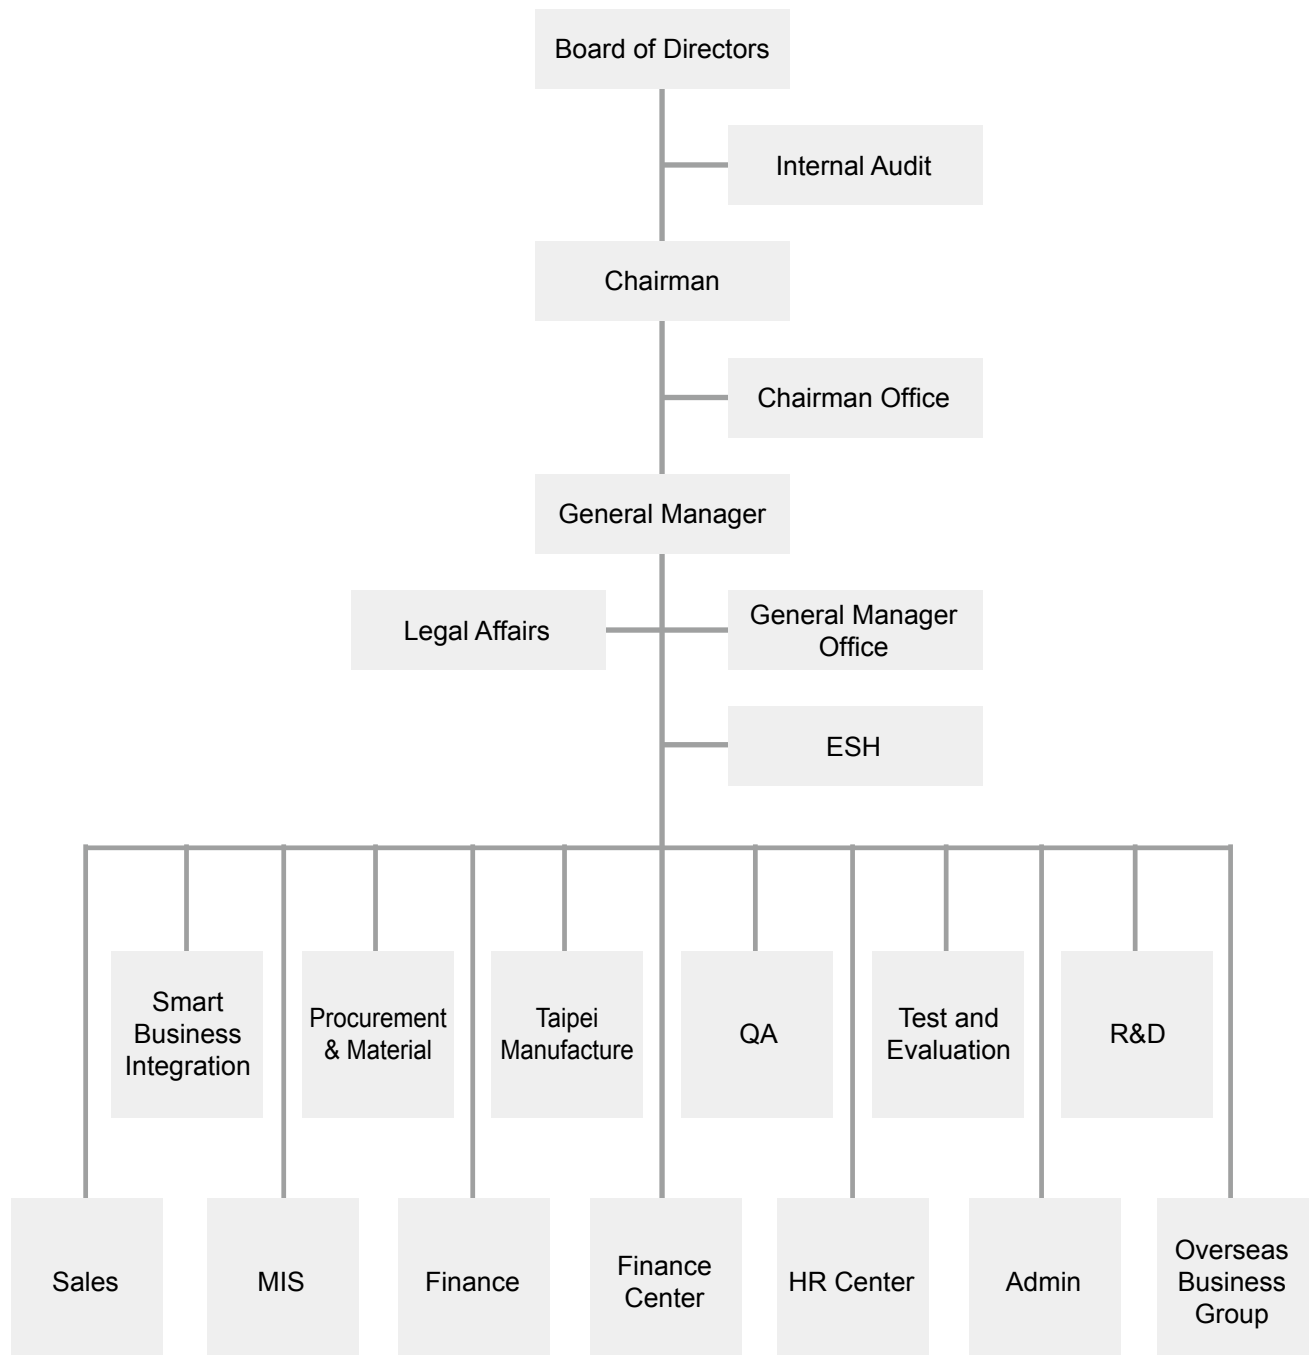 Board of Directors
Internal Audit
Chairman
Chairman Office
General Manager
Legal Affairs
General Manager
Office
ESH
Smart
Business
Integration
Procurement
& Material
Taipei
Manufacture
QA
Test and
Evaluation
R&D
Sales
MIS
Finance
Finance
Center
HR Center
Admin
Overseas
Business
Group